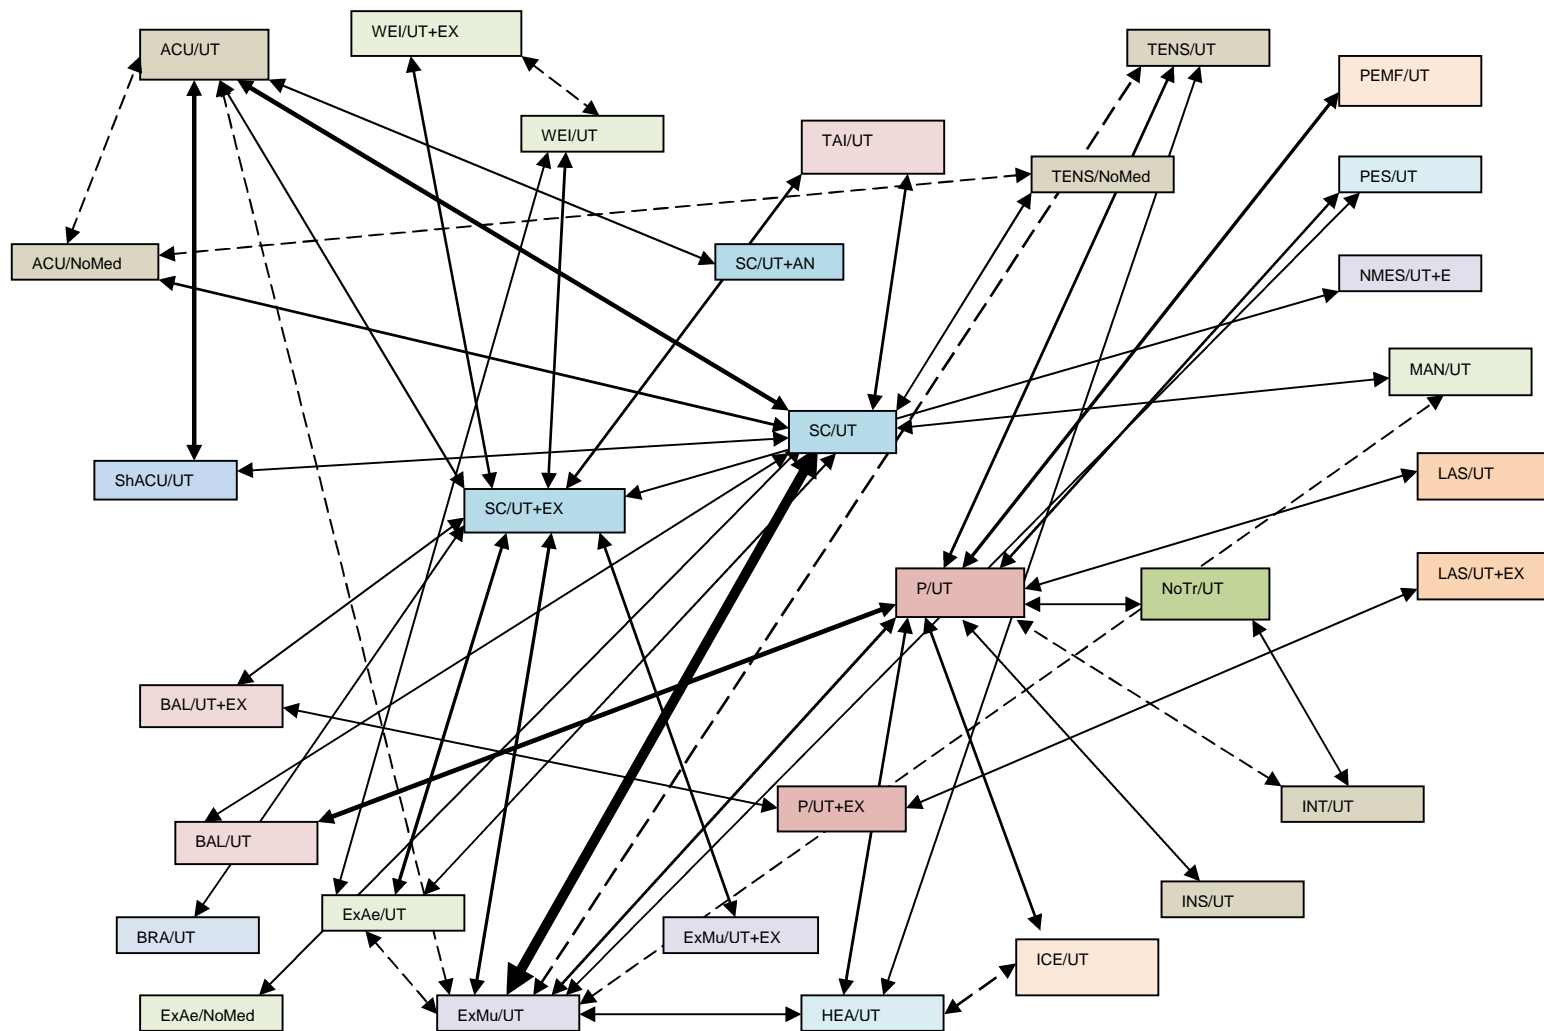 WEI/UT+EX
ACU/UT
TENS/UT
PEMF/UT
WEI/UT
TAI/UT
TENS/NoMed
PES/UT
ACU/NoMed
SC/UT+AN
NMES/UT+E
MAN/UT
SC/UT
ShACU/UT
LAS/UT
SC/UT+EX
P/UT
NoTr/UT
LAS/UT+EX
BAL/UT+EX
P/UT+EX
INT/UT
BAL/UT
INS/UT
ExAe/UT
BRA/UT
ExMu/UT+EX
ICE/UT
ExAe/NoMed
ExMu/UT
HEA/UT